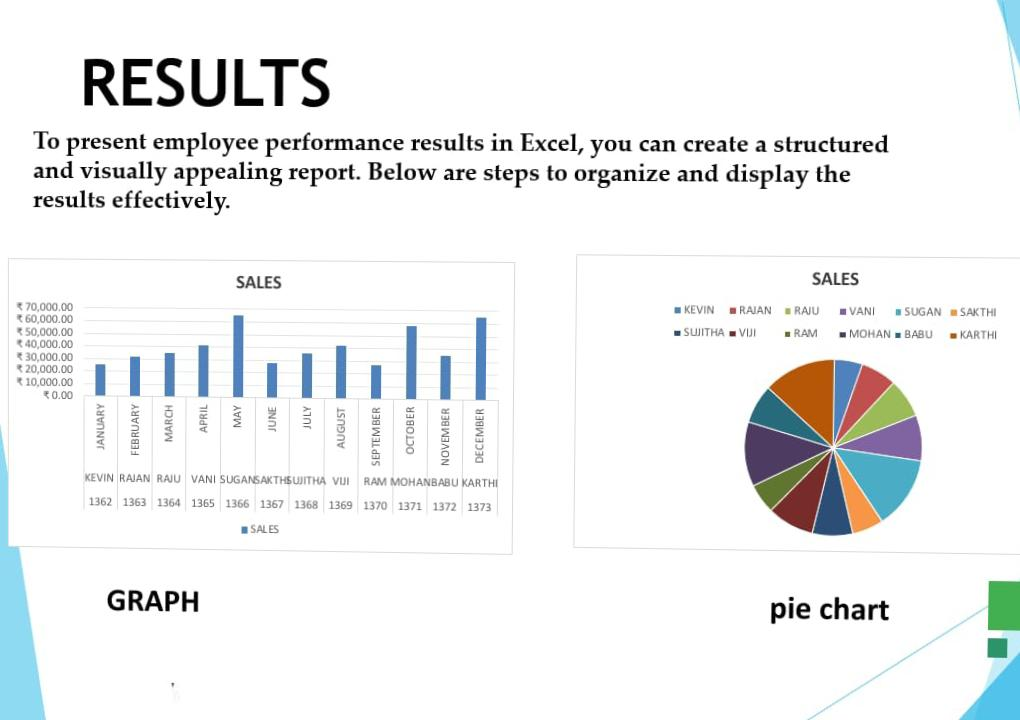 RESULTS
To present employee performance results in Excel, you can create a structured
and visually appealing report. Below are steps to organize and display the
results effectively.
SALES
₹ 70,000.00
₹ 60,000.00
₹ 50,000.00
₹ 40,000.00
₹ 30,000.00
₹ 20,000.00
₹ 10,000.00
₹ 0.00
JANUARY FEBRUARY MARCH APRIL MAY JUNE JULY AUGUST SEPTEMBER OCTOBER NOVEMBER DECEMBER
KEVIN RAJAN RAJU VANI SUGAN SAKTHI SUJITHA VIJI RAM MOHAN BABU KARTHI
1362 1363 1364 1365 1366 1367 1368 1369 1370 1371 1372 1373
SALES
GRAPH
SALES
KEVIN RAJAN RAJU VANI SUGAN SAKTHI
SUJITHA VIJI RAM MOHAN BABU KARTHI
pie chart